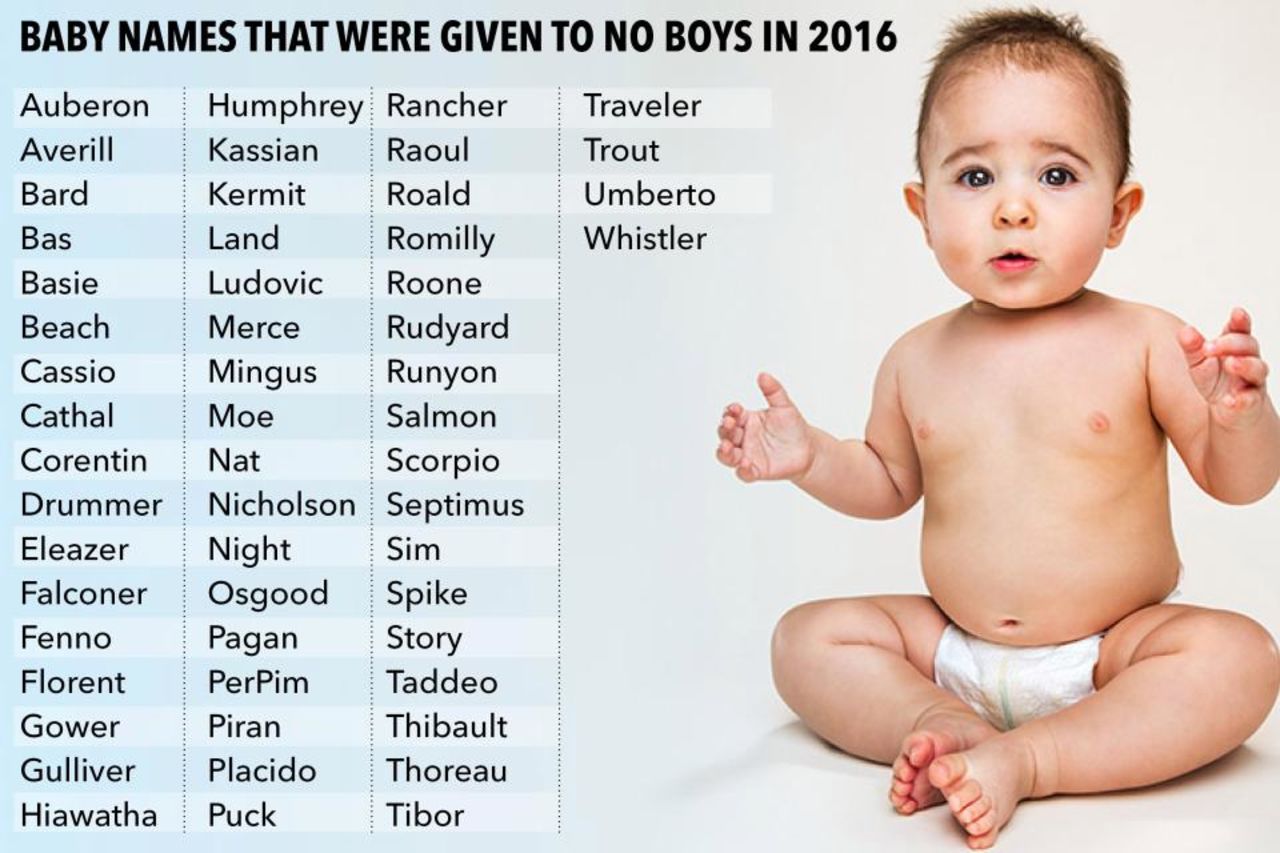 BABY NAMES THAT WERE GIVEN TO NO BOYS IN 2016
Auberon
Averill
Bard
Bas
Basie
Beach
Cassio
Cathal
Corentin
Drummer
Eleazer
Falconer
Fenno
Florent
Gower
Gulliver
Hiawatha
Humphrey
Kassian
Kermit
Land
Ludovic
Merce
Mingus
Moe
Nat
Nicholson
Night
Osgood
Pagan
PerPim
Piran
Placido
Puck
Rancher
Raoul
Roald
Romilly
Roone
Rudyard
Runyon
Salmon
Scorpio
Septimus
Sim
Spike
Story
Taddeo
Thibault
Thoreau
Tibor
Traveler
Trout
Umberto
Whistler